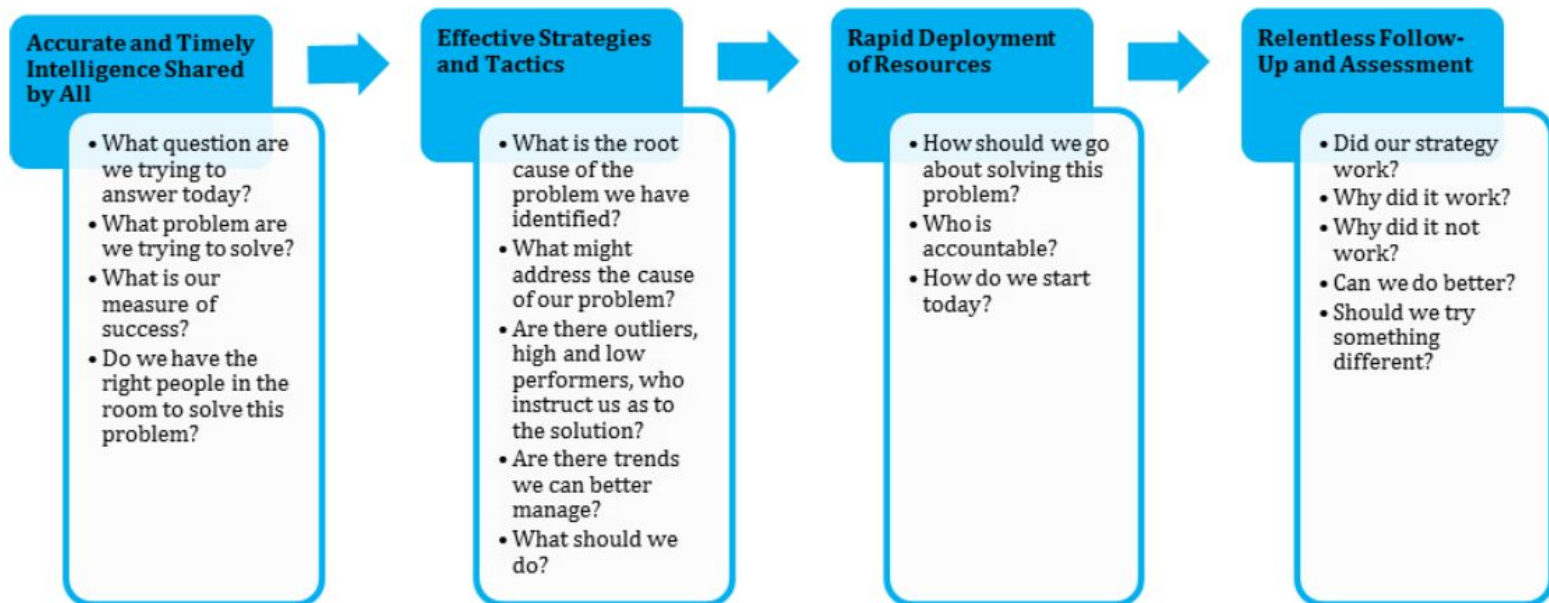 Accurate and Timely
Intelligence Shared
by All
• What question are
we trying to
answer today?
• What problem are
we trying to solve?
• What is our
measure of
success?
• Do we have the
right people in the
room to solve this
problem?
Effective Strategies
and Tactics
• What is the root
cause of the
problem we have
identified?
• What might
address the cause
of our problem?
• Are there outliers,
high and low
performers, who
instruct us as to
the solution?
• Are there trends
we can better
manage?
• What should we
do?
Rapid Deployment
of Resources
• How should we go
about solving this
problem?
• Who is
accountable?
• How do we start
today?
Relentless Follow-
Up and Assessment
• Did our strategy
work?
• Why did it work?
• Why did it not
work?
• Can we do better?
• Should we try
something
different?